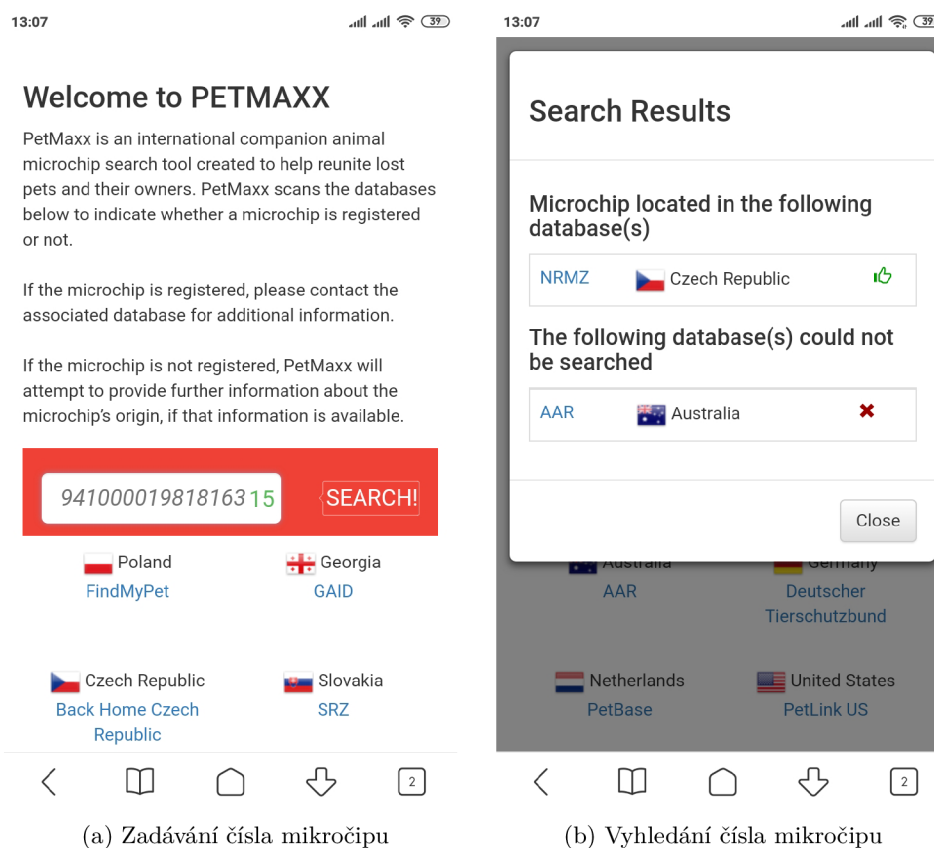 13:07
39
Welcome to PETMAXX
PetMaxx is an international companion animal
microchip search tool created to help reunite lost
pets and their owners. PetMaxx scans the databases
below to indicate whether a microchip is registered
or not.
If the microchip is registered, please contact the
associated database for additional information.
If the microchip is not registered, PetMaxx will
attempt to provide further information about the
microchip's origin, if that information is available.
941000019818163 15 SEARCH!
Poland Georgia
FindMyPet GAID
Czech Republic Slovakia
Back Home Czech SRZ
Republic
2
(a) Zadávání čísla mikročipu
13:07
39
Search Results
Microchip located in the following
database(s)
NRMZ Czech Republic
The following database(s) could not
be searched
AAR Australia
Close
Australia Germany
AAR Deutscher
Tierschutzbund
Netherlands United States
PetBase PetLink US
2
(b) Vyhledání čísla mikročipu